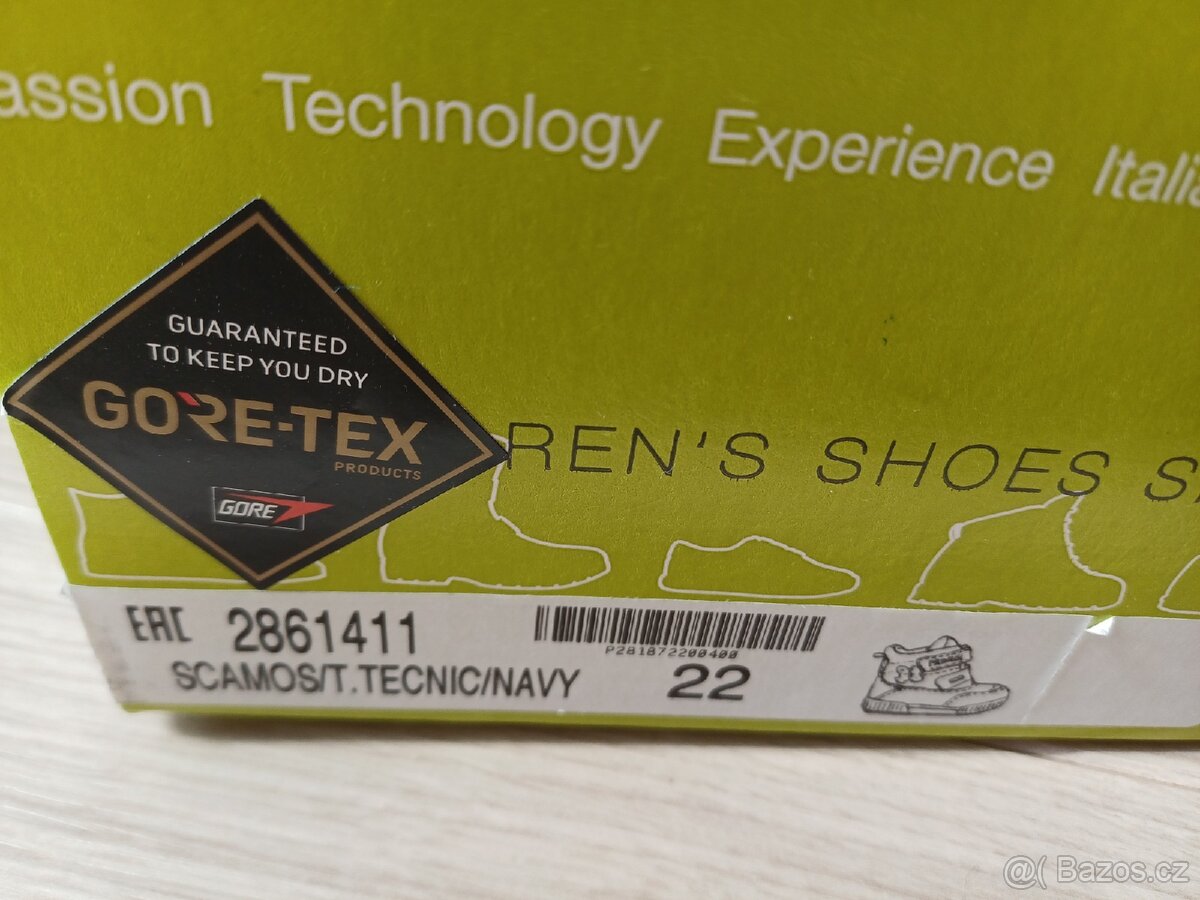 assion Technology Experience Itali
GUARANTEED
TO KEEP YOU DRY
GORE-TEX
PRODUCTS
GORE
REN'S SHOES S
EAC 2861411
P281872200400
SCAMOS/T.TECNIC/NAVY 22
@( Bazos.cz